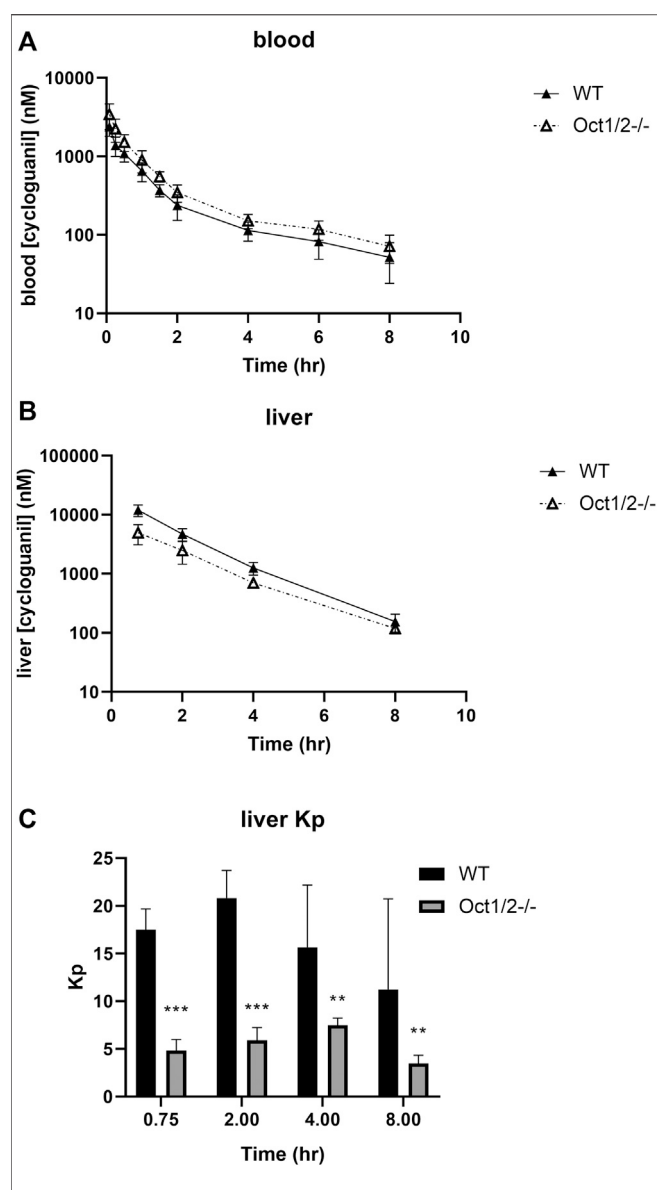 A
blood
blood [cycloguanil] (nM)
10000
1000
100
10
0 2 4 6 8 10
Time (hr)
WT
Oct1/2-/-
B
liver
liver [cycloguanil] (nM)
100000
10000
1000
100
10
0 2 4 6 8 10
Time (hr)
WT
Oct1/2-/-
C
liver Kp
Kp
25
20
15
10
5
0
*** *** ** **
0.75 2.00 4.00 8.00
Time (hr)
WT
Oct1/2-/-